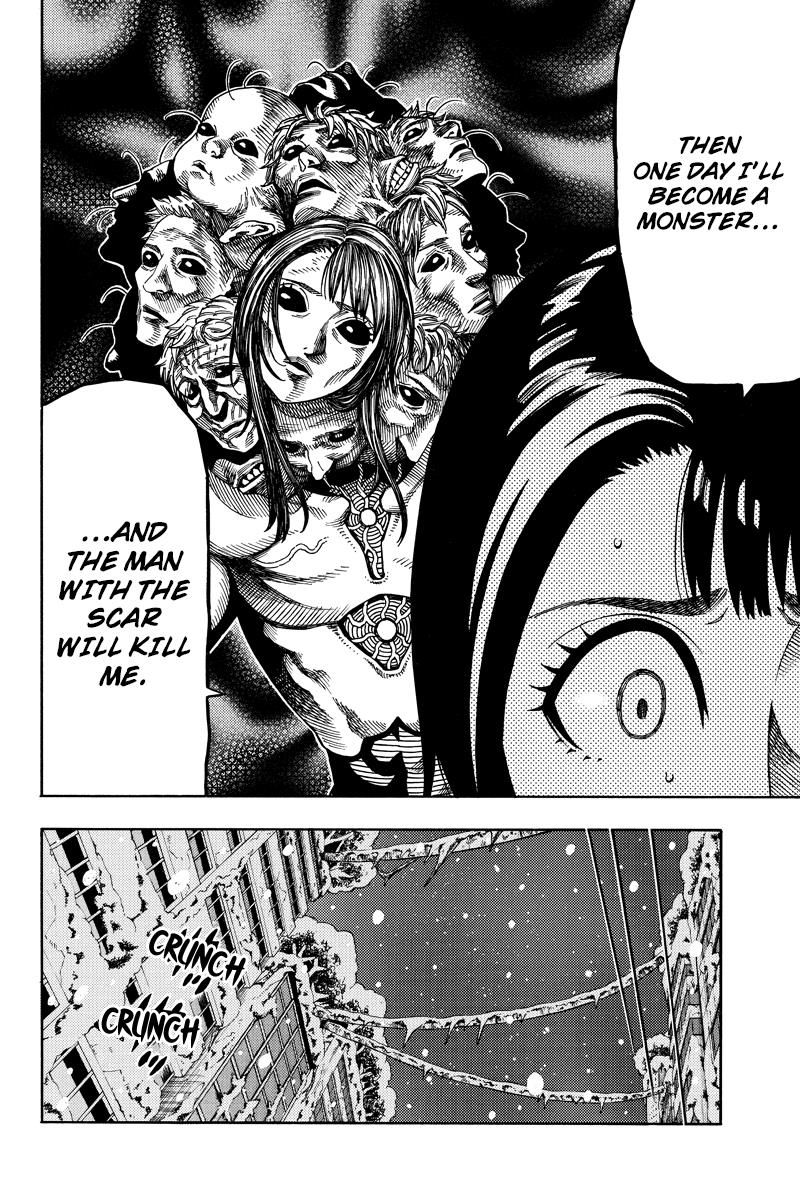 THEN
ONE DAY I'LL
BECOME A
MONSTER...
...AND
THE MAN
WITH THE
SCAR
WILL KILL
ME.
CRUNCH
CRUNCH